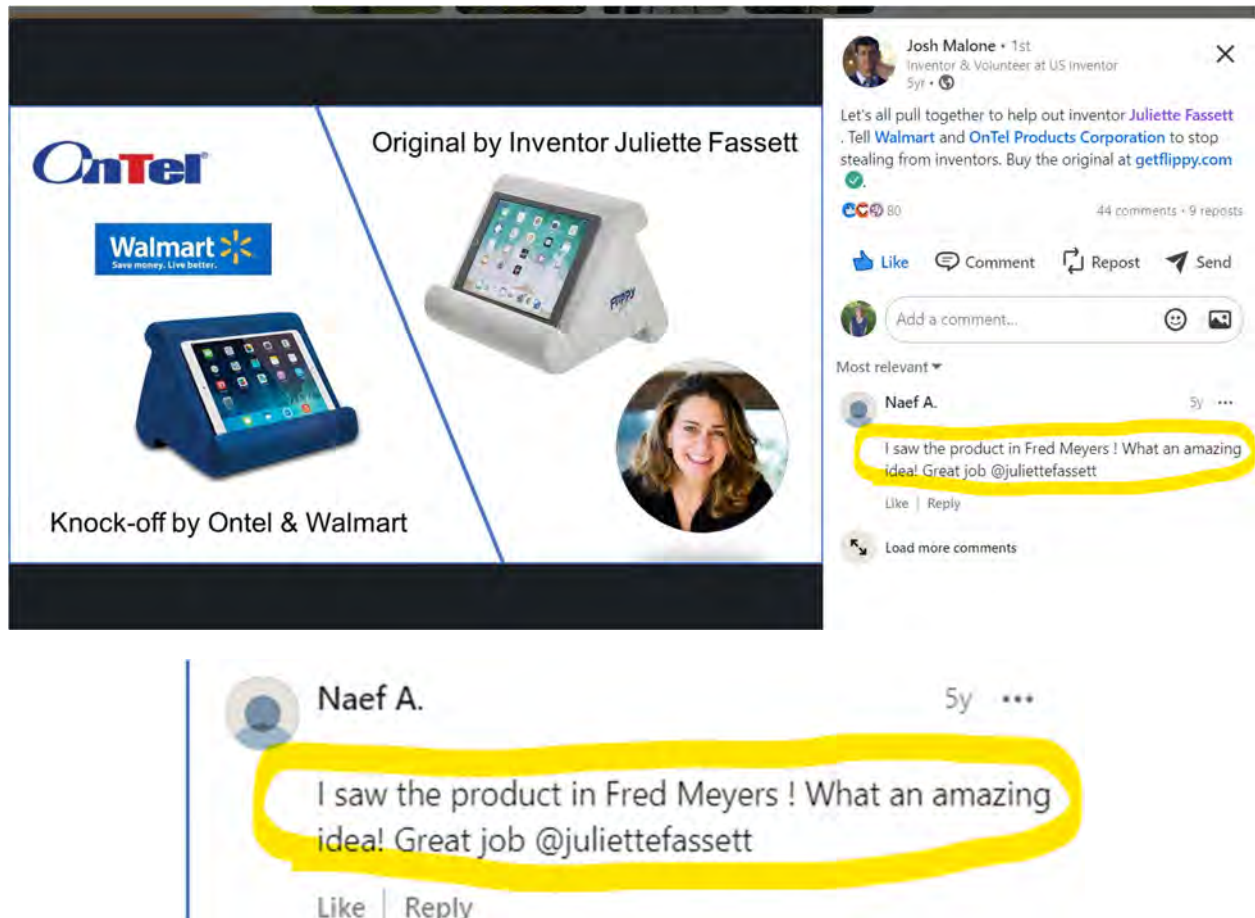 OnTel®
Walmart
Save money. Live better.
Knock-off by Ontel & Walmart
Original by Inventor Juliette Fassett
FLIPPY
Josh Malone • 1st
Inventor & Volunteer at US Inventor
5yr •
Let's all pull together to help out inventor Juliette Fassett
. Tell Walmart and OnTel Products Corporation to stop
stealing from inventors. Buy the original at getflippy.com
.
80
44 comments • 9 reposts
Like Comment Repost Send
Add a comment...
Most relevant
Naef A.
5y
I saw the product in Fred Meyers ! What an amazing
idea! Great job @juliettefassett
Like | Reply
Load more comments
Naef A.
5y
I saw the product in Fred Meyers ! What an amazing
idea! Great job @juliettefassett
Like | Reply